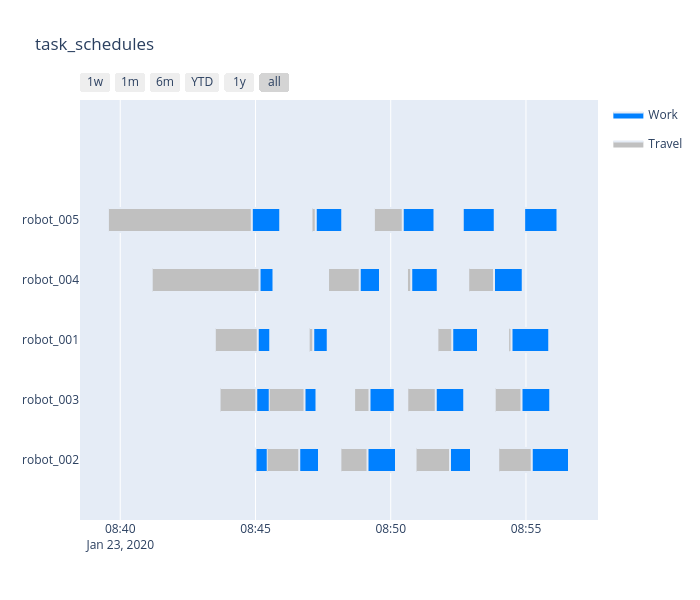 task_schedules
1w 1m 6m YTD 1y all
Work
Travel
robot_005
robot_004
robot_001
robot_003
robot_002
08:40 08:45 08:50 08:55
Jan 23, 2020